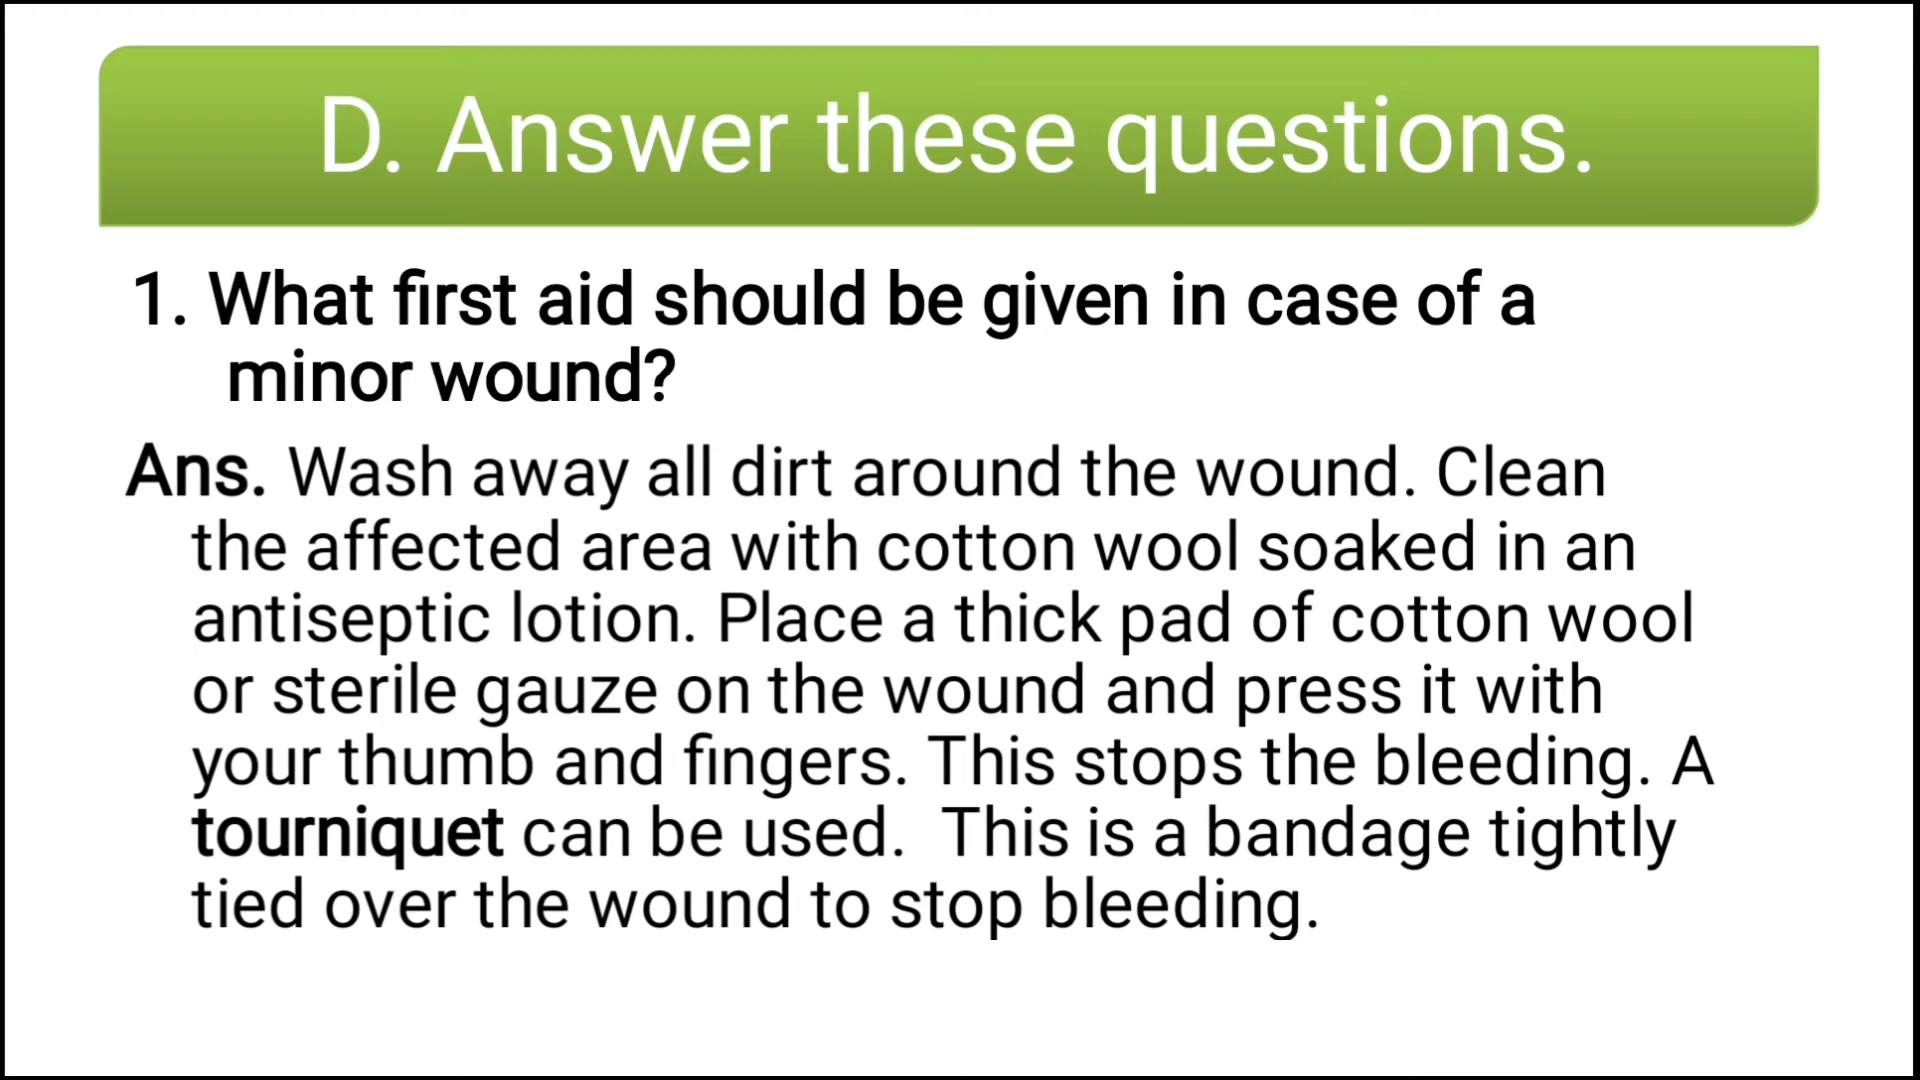 D. Answer these questions.
1. What first aid should be given in case of a
minor wound?
Ans. Wash away all dirt around the wound. Clean
the affected area with cotton wool soaked in an
antiseptic lotion. Place a thick pad of cotton wool
or sterile gauze on the wound and press it with
your thumb and fingers. This stops the bleeding. A
tourniquet can be used.  This is a bandage tightly
tied over the wound to stop bleeding.